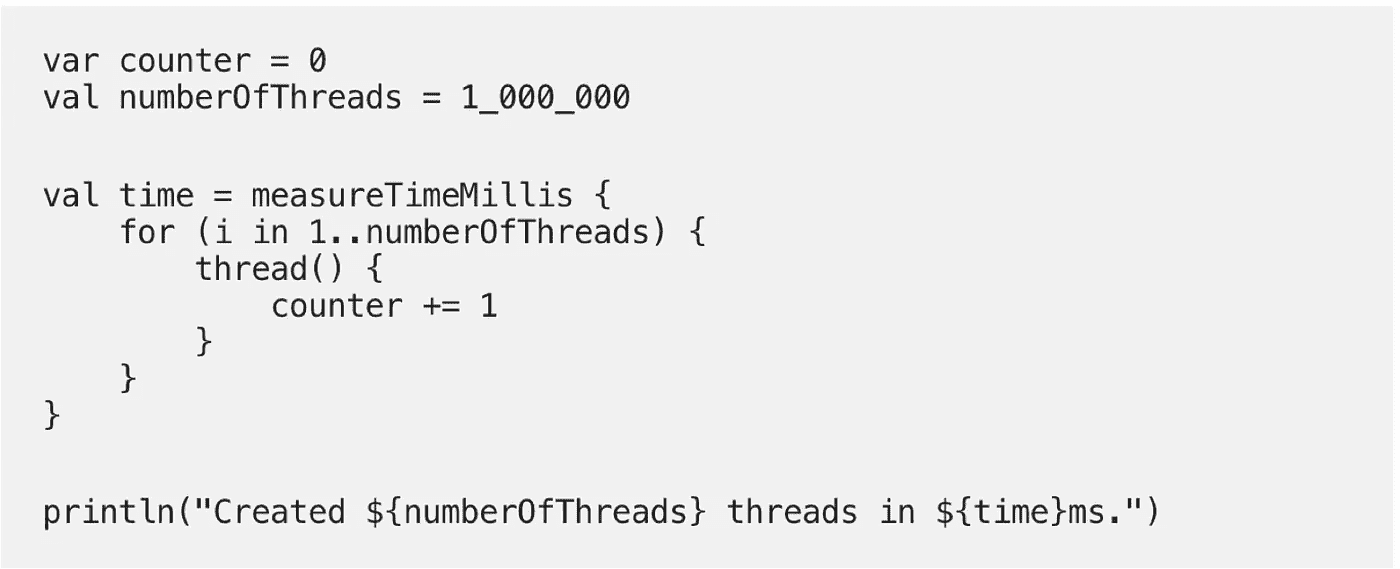 var counter = 0
val numberOfThreads = 1_000_000
val time = measureTimeMillis {
    for (i in 1..numberOfThreads) {
        thread() {
            counter += 1
        }
    }
}
println("Created ${numberOfThreads} threads in ${time}ms.")